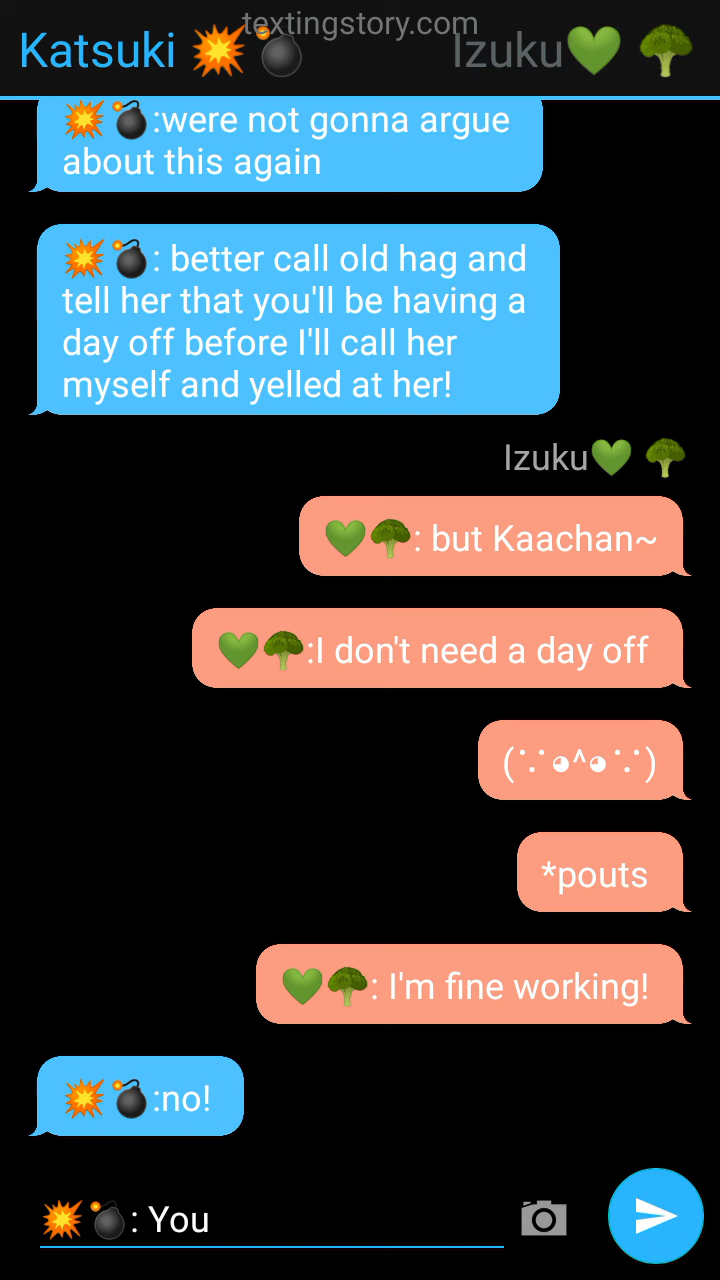 textingstory.com
Katsuki 💥💣 Izuku💚🥦
💥💣:were not gonna argue
about this again
💥💣: better call old hag and
tell her that you'll be having a
day off before I'll call her
myself and yelled at her!
Izuku💚🥦
💚🥦: but Kaachan~
💚🥦:I don't need a day off
(⁠ ⁠⁠ˊ⁠ᵕ⁠ˋ⁠ ⁠⁠)
*pouts
💚🥦: I'm fine working!
💥💣:no!
💥💣: You